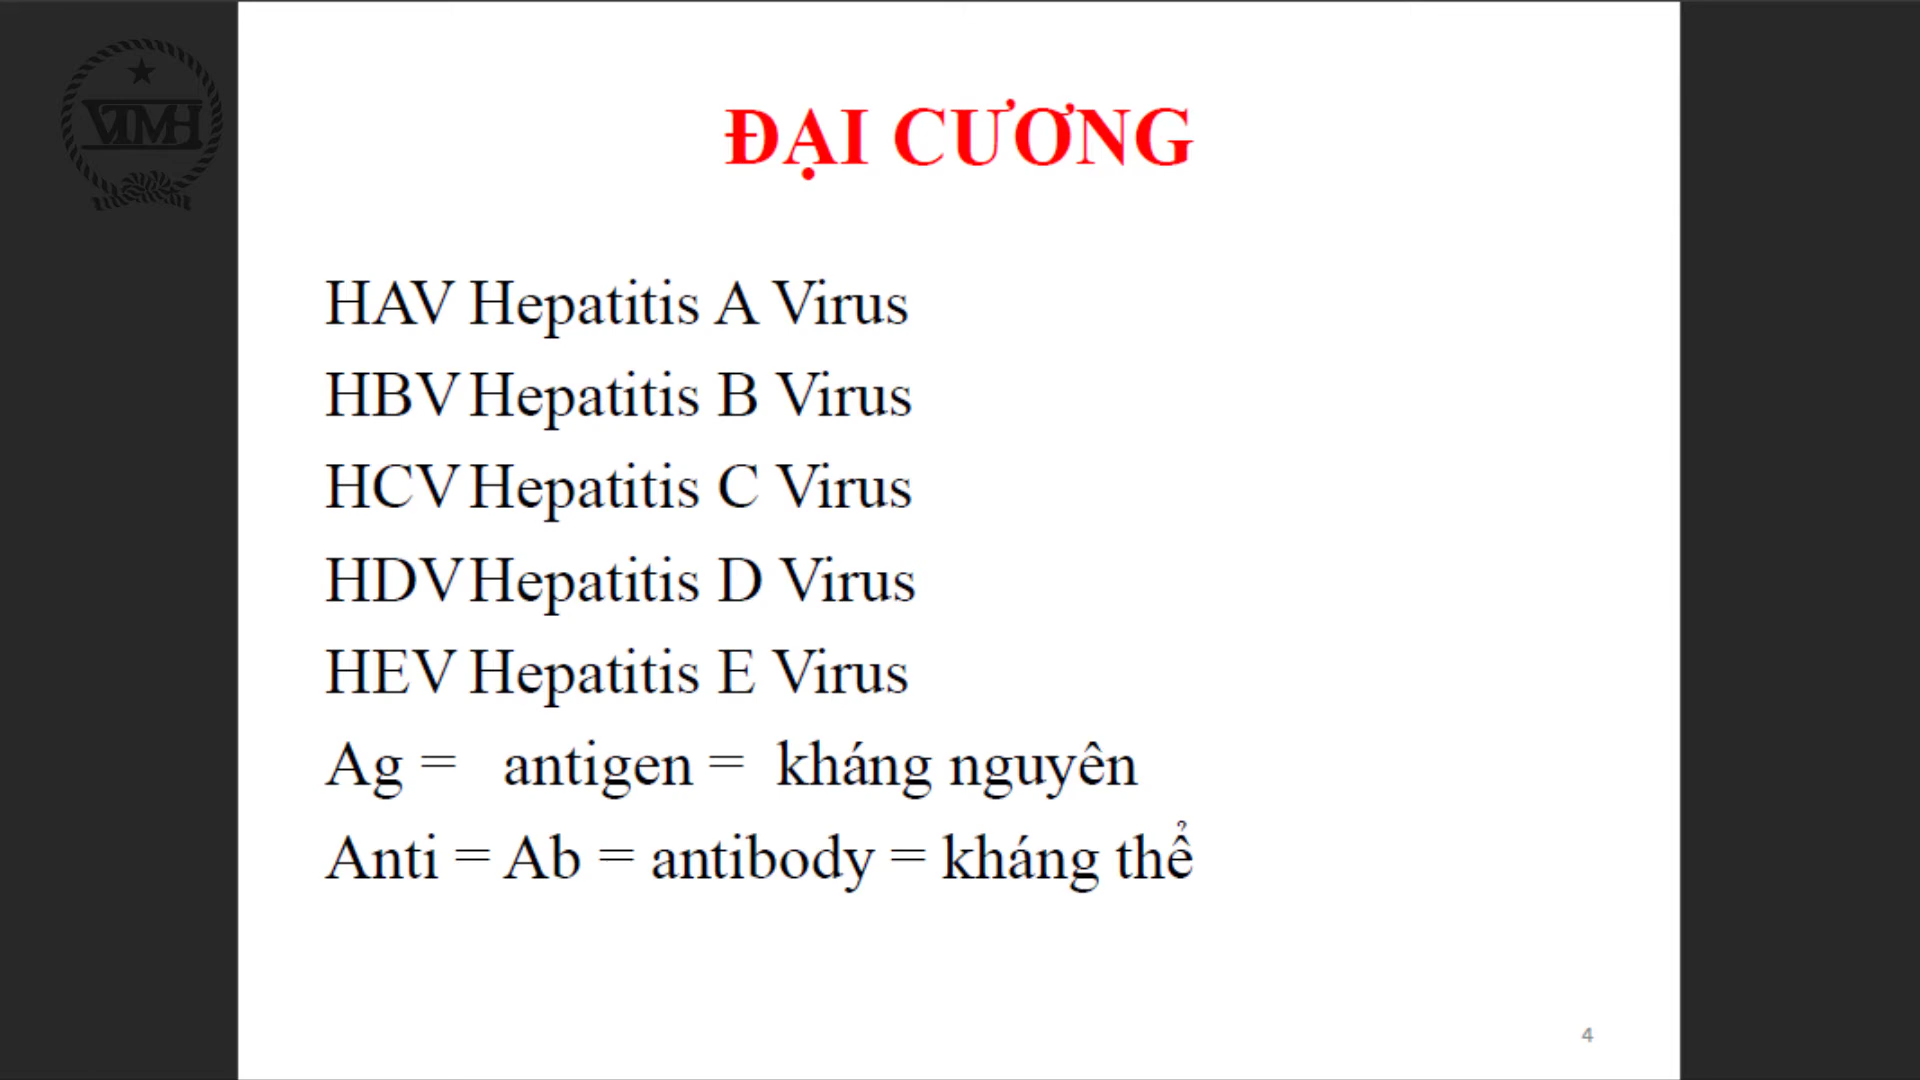 VTMH
ĐẠI CƯƠNG
HAV Hepatitis A Virus
HBV Hepatitis B Virus
HCV Hepatitis C Virus
HDV Hepatitis D Virus
HEV Hepatitis E Virus
Ag = antigen = kháng nguyên
Anti = Ab = antibody = kháng thể
4